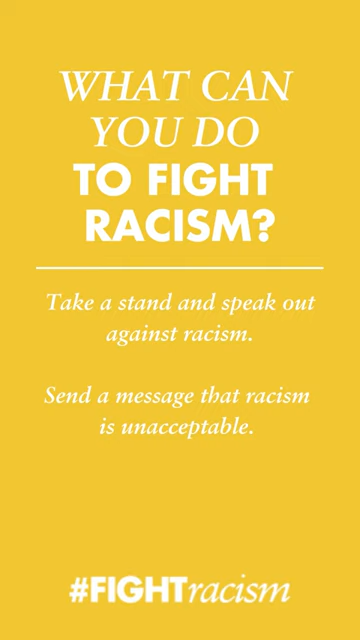 WHAT CAN
YOU DO
TO FIGHT
RACISM?
Take a stand and speak out
against racism.
Send a message that racism
is unacceptable.
#FIGHTracism